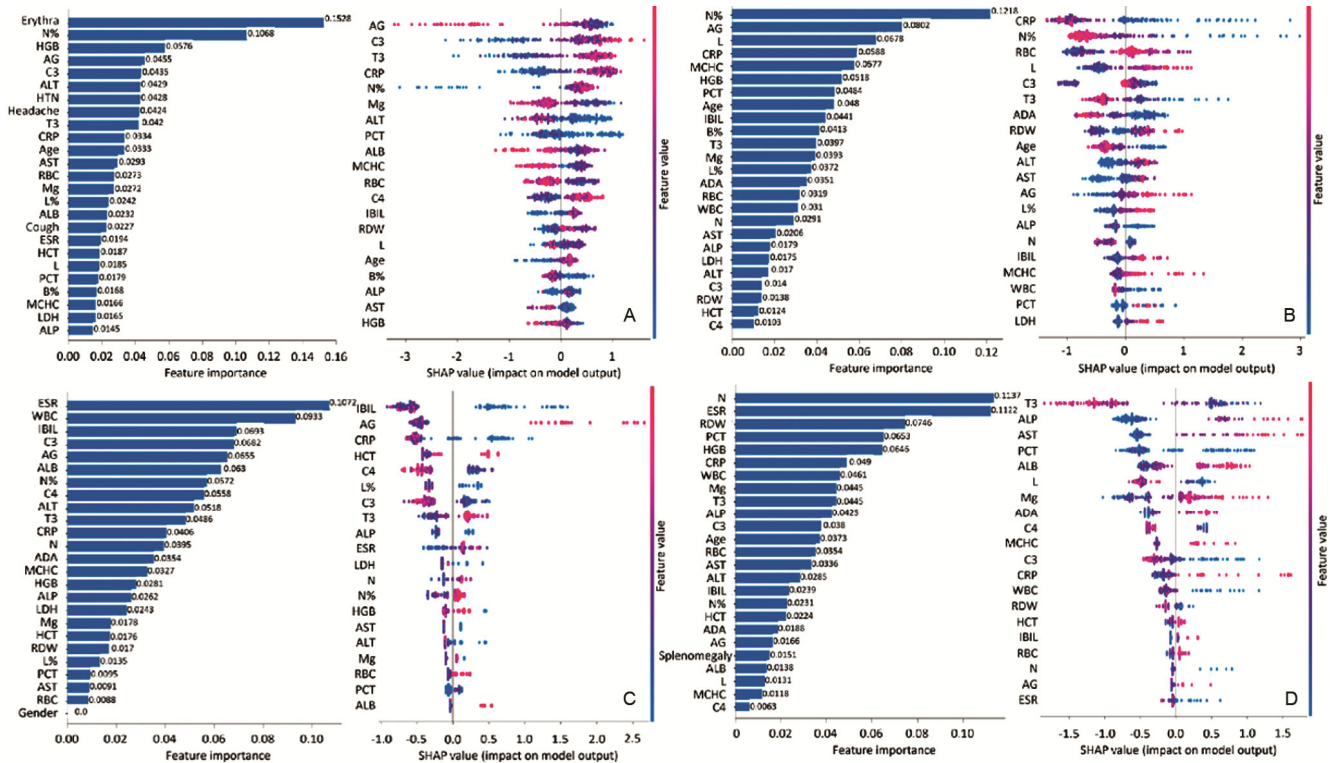 Erythra 0.1528
N% 0.1068
HGB 0.0576
AG 0.0455
C3 0.0435
ALT 0.0429
HTN 0.0428
Headache 0.0424
T3 0.042
CRP 0.0334
Age 0.0333
AST 0.0293
RBC 0.0273
Mg 0.0272
L% 0.0242
ALB 0.0232
Cough 0.0227
ESR 0.0194
HCT 0.0187
L 0.0185
PCT 0.0179
B% 0.0168
MCHC 0.0166
LDH 0.0165
ALP 0.0145
0.00 0.02 0.04 0.06 0.08 0.10 0.12 0.14 0.16
Feature importance
AG
C3
T3
CRP
N%
Mg
ALT
PCT
ALB
MCHC
RBC
C4
IBIL
RDW
L
Age
B%
ALP
AST
HGB
-3 -2 -1 0 1
SHAP value (impact on model output)
Feature value
A
N% 0.1218
AG 0.0802
L 0.0678
CRP 0.0588
MCHC 0.0577
HGB 0.0518
PCT 0.0484
Age 0.048
IBIL 0.0441
B% 0.0413
T3 0.0397
Mg 0.0393
L% 0.0372
ADA 0.0351
RBC 0.0319
WBC 0.031
N 0.0291
AST 0.0206
ALP 0.0179
LDH 0.0175
ALT 0.017
C3 0.014
RDW 0.0138
HCT 0.0124
C4 0.0103
0.00 0.02 0.04 0.06 0.08 0.10 0.12
Feature importance
CRP
N%
RBC
L
C3
T3
ADA
RDW
Age
ALT
AST
AG
L%
ALP
N
IBIL
MCHC
WBC
PCT
LDH
-1 0 1 2 3
SHAP value (impact on model output)
Feature value
B
ESR 0.1072
WBC 0.0933
IBIL 0.0693
C3 0.0682
AG 0.0655
ALB 0.063
N% 0.0572
C4 0.0558
ALT 0.0518
T3 0.0486
CRP 0.0406
N 0.0395
ADA 0.0354
MCHC 0.0327
HGB 0.0281
ALP 0.0262
LDH 0.0243
Mg 0.0178
HCT 0.0176
RDW 0.017
L% 0.0135
PCT 0.0095
AST 0.0091
RBC 0.0088
Gender 0.0
0.00 0.02 0.04 0.06 0.08 0.10
Feature importance
IBIL
AG
CRP
HCT
C4
L%
C3
T3
ALP
ESR
LDH
N
N%
HGB
AST
ALT
Mg
RBC
PCT
ALB
-1.0 -0.5 0.0 0.5 1.0 1.5 2.0 2.5
SHAP value (impact on model output)
Feature value
C
N 0.1137
ESR 0.1122
RDW 0.0746
PCT 0.0653
HGB 0.0646
CRP 0.049
WBC 0.0461
Mg 0.0445
T3 0.0445
ALP 0.0425
C3 0.038
Age 0.0373
RBC 0.0354
AST 0.0336
ALT 0.0285
IBIL 0.0239
N% 0.0231
HCT 0.0224
ADA 0.0188
AG 0.0166
Splenomegaly 0.0151
ALB 0.0138
L 0.0131
MCHC 0.0118
C4 0.0063
0 0.02 0.04 0.06 0.08 0.10
Feature importance
T3
ALP
AST
PCT
ALB
L
Mg
ADA
C4
MCHC
C3
CRP
WBC
RDW
HCT
IBIL
RBC
N
AG
ESR
-1.5 -1.0 -0.5 0.0 0.5 1.0 1.5
SHAP value (impact on model output)
Feature value
D